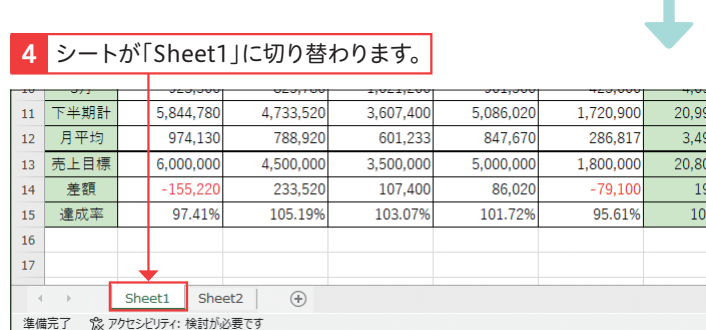 4 シートが「Sheet1」に切り替わります。
11 下半期計 5,844,780 4,733,520 3,607,400 5,086,020 1,720,900
12 月平均 974,130 788,920 601,233 847,670 286,817
13 売上目標 6,000,000 4,500,000 3,500,000 5,000,000 1,800,000
14 差額 -155,220 233,520 107,400 86,020 -79,100
15 達成率 97.41% 105.19% 103.07% 101.72% 95.61%
16
17
Sheet1 Sheet2
準備完了 アクセシビリティ: 検討が必要です